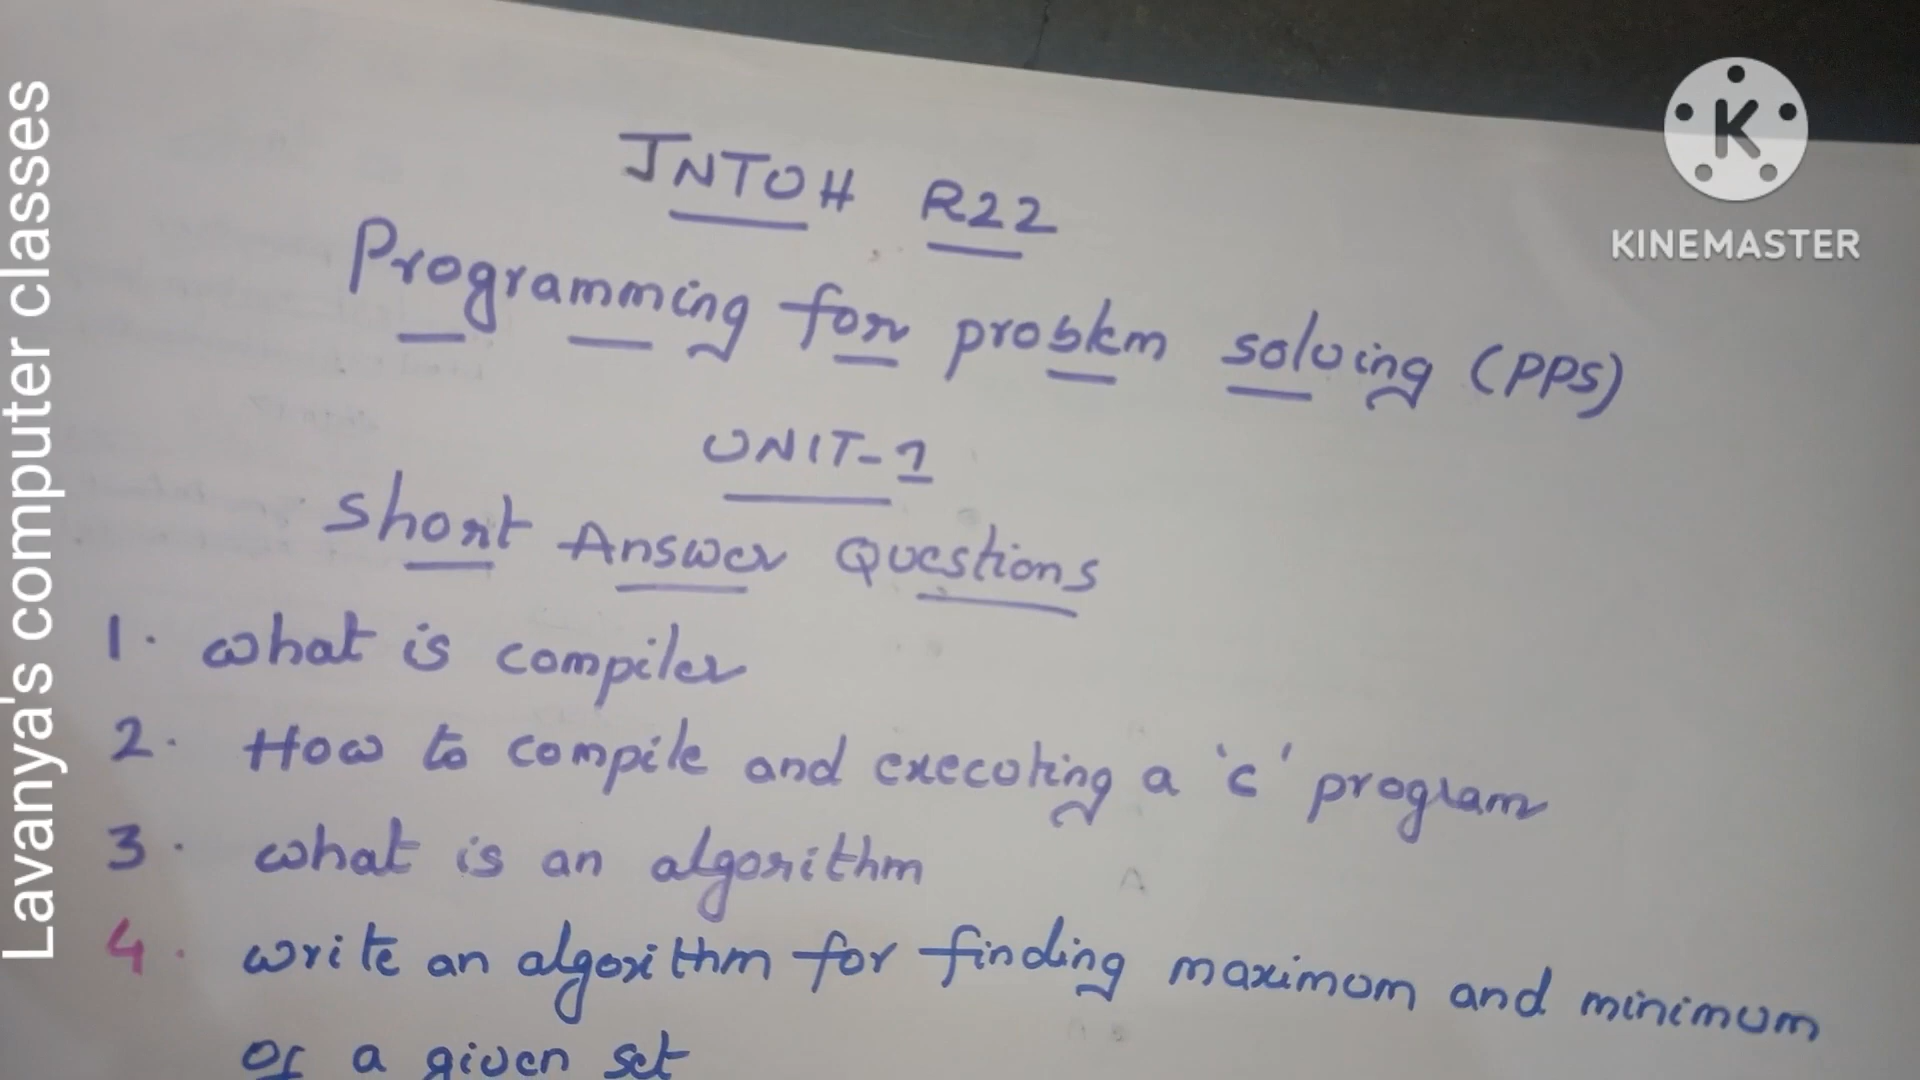 JNTUH R22
Programming for problem solving (PPS)
UNIT-1
Short Answer Questions
1. what is compiler
2. How to compile and executing a 'c' program
3. what is an algorithm
4. write an algorithm for finding maximum and minimum
of a given set
Lavanya's computer classes
K
KINEMASTER